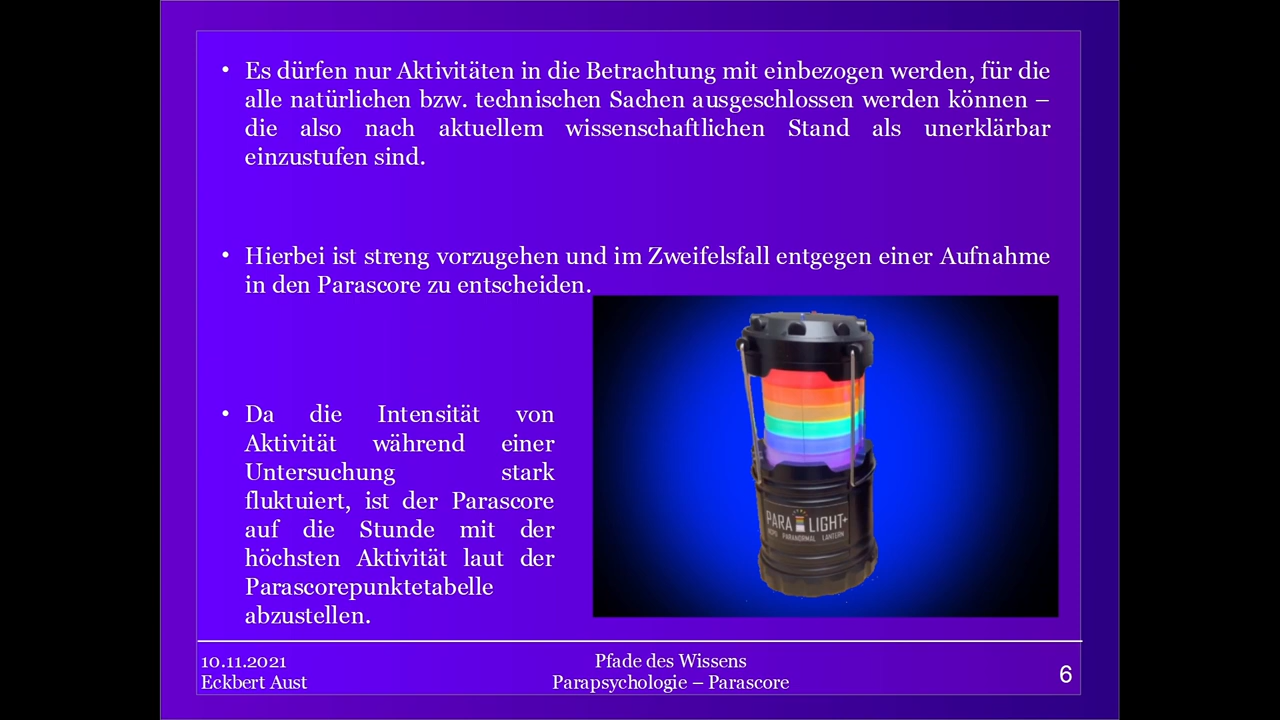 • Es dürfen nur Aktivitäten in die Betrachtung mit einbezogen werden, für die
alle natürlichen bzw. technischen Sachen ausgeschlossen werden können –
die also nach aktuellem wissenschaftlichen Stand als unerklärbar
einzustufen sind.
• Hierbei ist streng vorzugehen und im Zweifelsfall entgegen einer Aufnahme
in den Parascore zu entscheiden.
• Da die Intensität von
Aktivität während einer
Untersuchung stark
fluktuiert, ist der Parascore
auf die Stunde mit der
höchsten Aktivität laut der
Parascorepunktetabelle
abzustellen.
PARA LIGHT+
PARANORMAL LANTERN
10.11.2021
Eckbert Aust
Pfade des Wissens
Parapsychologie – Parascore
6